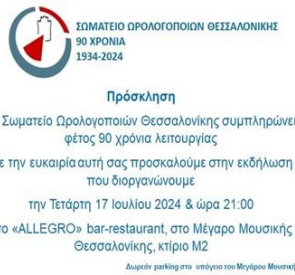 ΣΩΜΑΤΕΙΟ ΩΡΟΛΟΓΟΠΟΙΩΝ ΘΕΣΣΑΛΟΝΙΚΗΣ
90 ΧΡΟΝΙΑ
1934-2024
Πρόσκληση
Σωματείο Ωρολογοποιών Θεσσαλονίκης συμπληρώνει
φέτος 90 χρόνια λειτουργίας
ε την ευκαιρία αυτή σας προσκαλούμε στην εκδήλωση
που διοργανώνουμε
την Τετάρτη 17 Ιουλίου 2024 & ώρα 21:00
το «ALLEGRO» bar-restaurant, στο Μέγαρο Μουσικής
Θεσσαλονίκης, κτίριο Μ2
Δωρεάν parking στο υπόγειο του Μεγάρου Μουσική